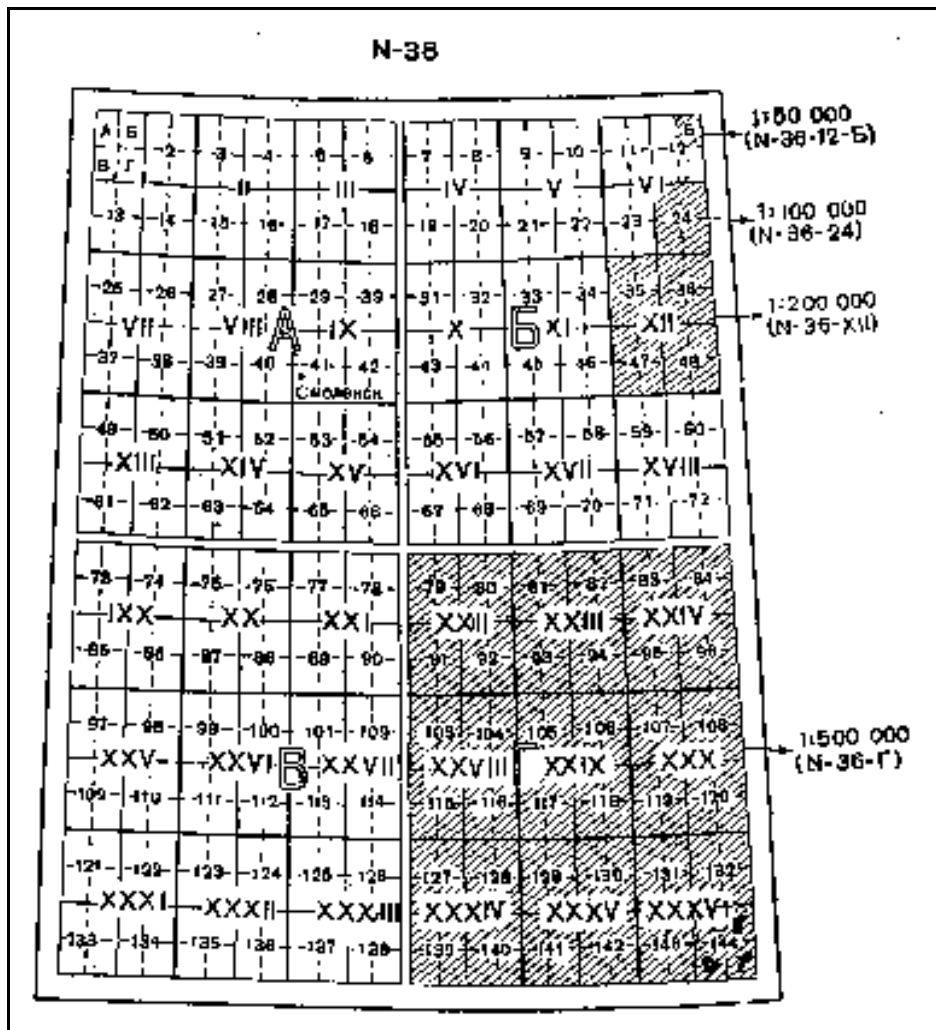 N-38
1:50 000
(N-36-12-Б)
А Б Б
2 3 4 5 6 7 8 9 10 11 12
В Г
I II III IV V VI
13 14 15 16 17 18 19 20 21 22 23 24
1:100 000
(N-36-24)
25 26 27 28 29 30 31 32 33 34 35 36
VII VIII А IX X Б XI XII
1:200 000
(N-36-XII)
37 38 39 40 41 42 43 44 45 46 47 48
Смоленск
49 50 51 52 53 54 55 56 57 58 59 60
XIII XIV XV XVI XVII XVIII
61 62 63 64 65 66 67 68 69 70 71 72
73 74 75 76 77 78 79 80 81 82 83 84
XX XXI XXII XXIII XXIV
85 86 87 88 89 90 91 92 93 94 95 96
97 98 99 100 101 102 103 104 105 106 107 108
XXV XXVI В XXVII XXVIII Г XXIX XXX
1:500 000
(N-36-Г)
109 110 111 112 113 114 115 116 117 118 119 120
121 122 123 124 125 126 127 128 129 130 131 132
XXXI XXXII XXXIII XXXIV XXXV XXXVI
133 134 135 136 137 138 139 140 141 142 143 144